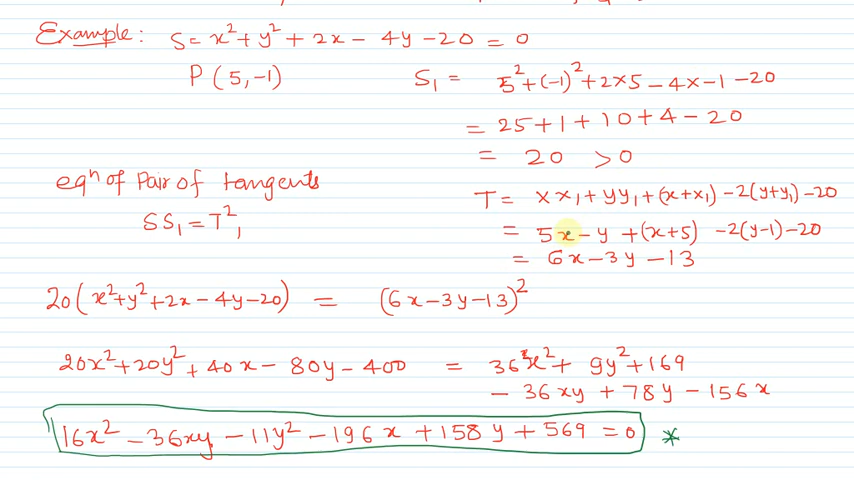 Example: S = x² + y² + 2x - 4y - 20 = 0
P (5, -1) S₁ = 5² + (-1)² + 2×5 - 4×-1 - 20
= 25 + 1 + 10 + 4 - 20
= 20 > 0
eqⁿ of Pair of tangents
T = xx₁ + yy₁ + (x + x₁) - 2(y + y₁) - 20
SS₁ = T²,
= 5x - y + (x + 5) - 2(y - 1) - 20
= 6x - 3y - 13
20(x² + y² + 2x - 4y - 20) = (6x - 3y - 13)²
20x² + 20y² + 40x - 80y - 400 = 36x² + 9y² + 169
- 36xy + 78y - 156x
16x² - 36xy - 11y² - 196x + 158y + 569 = 0 *